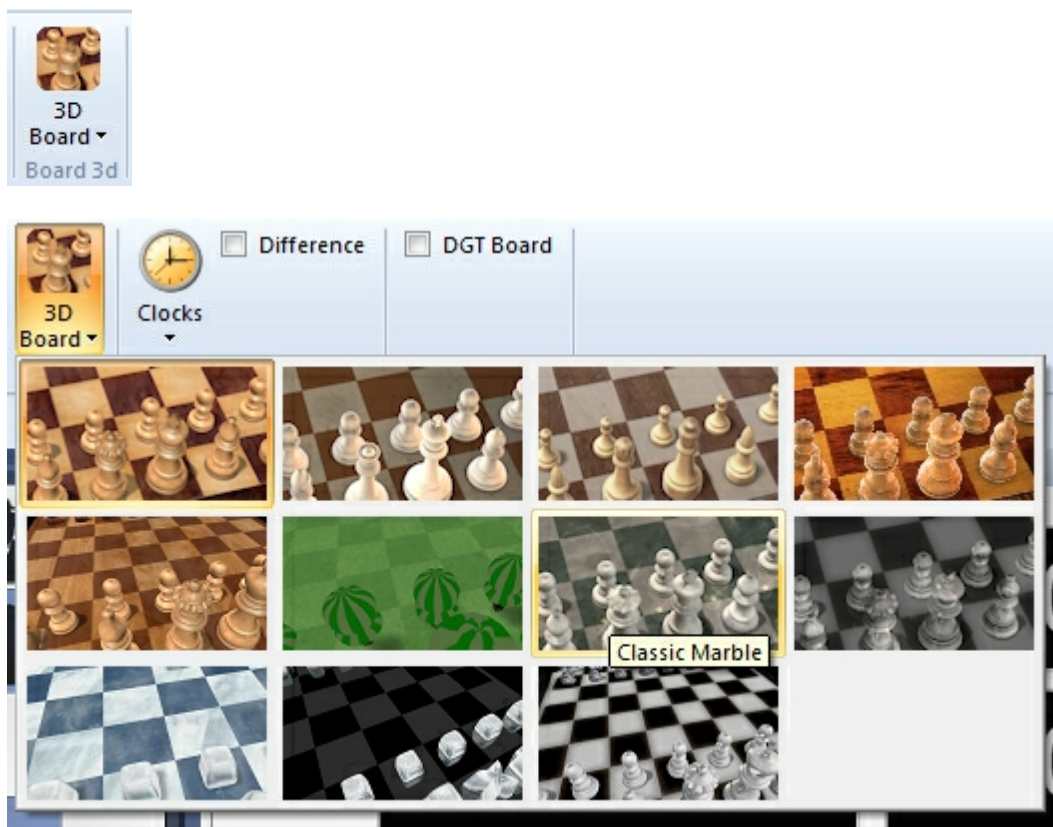 3D
Board
Board 3d
3D
Board
Clocks
Difference
DGT Board
Classic Marble